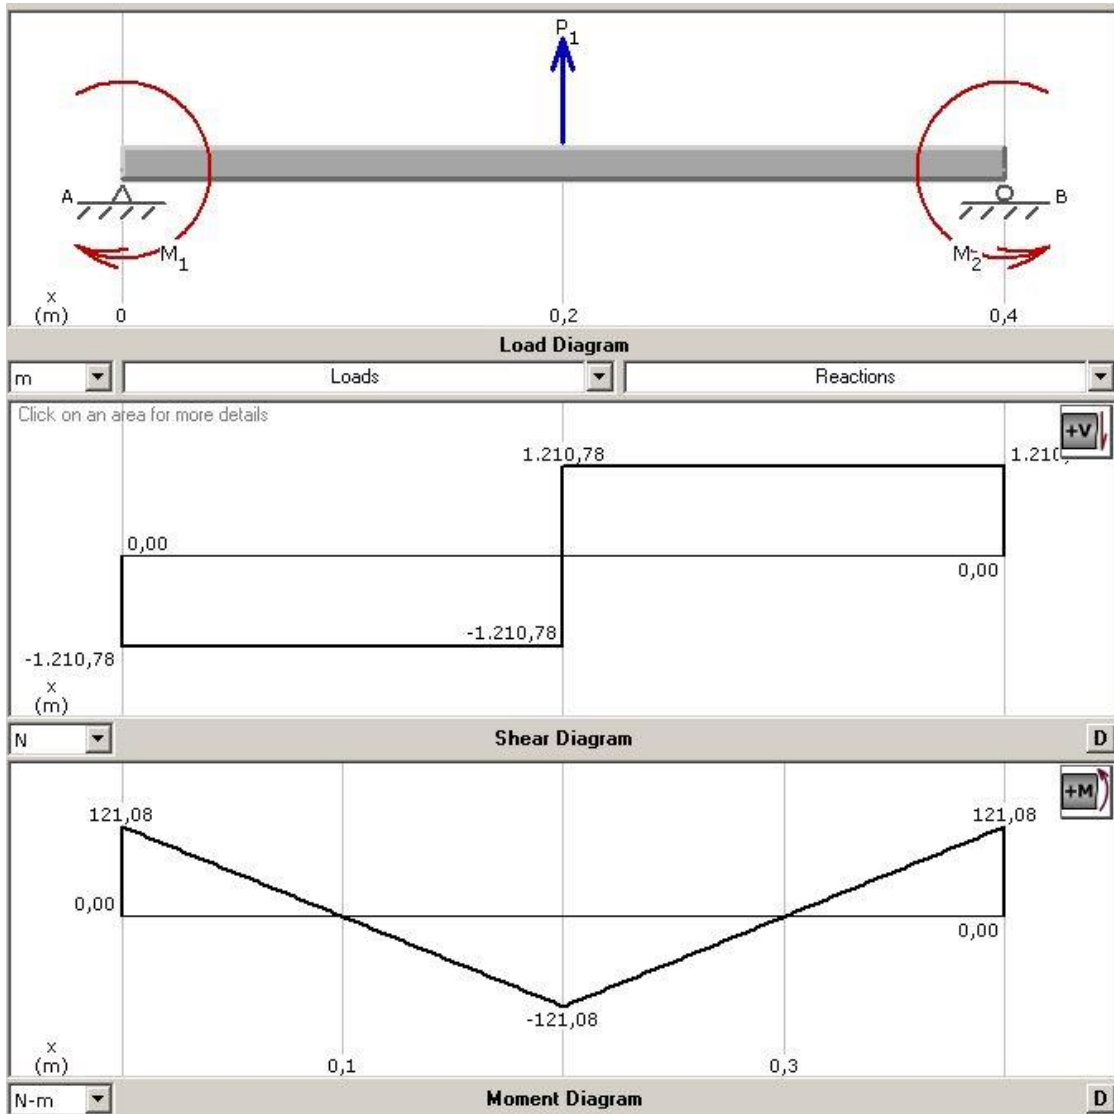 P1
A
B
M1
M2
x
(m)
0
0,2
0,4
Load Diagram
m
Loads
Reactions
Click on an area for more details
+V
1.210,78
1.210,
0,00
0,00
-1.210,78
-1.210,78
x
(m)
N
Shear Diagram
D
+M
121,08
121,08
0,00
0,00
-121,08
x
(m)
0,1
0,3
N-m
Moment Diagram
D